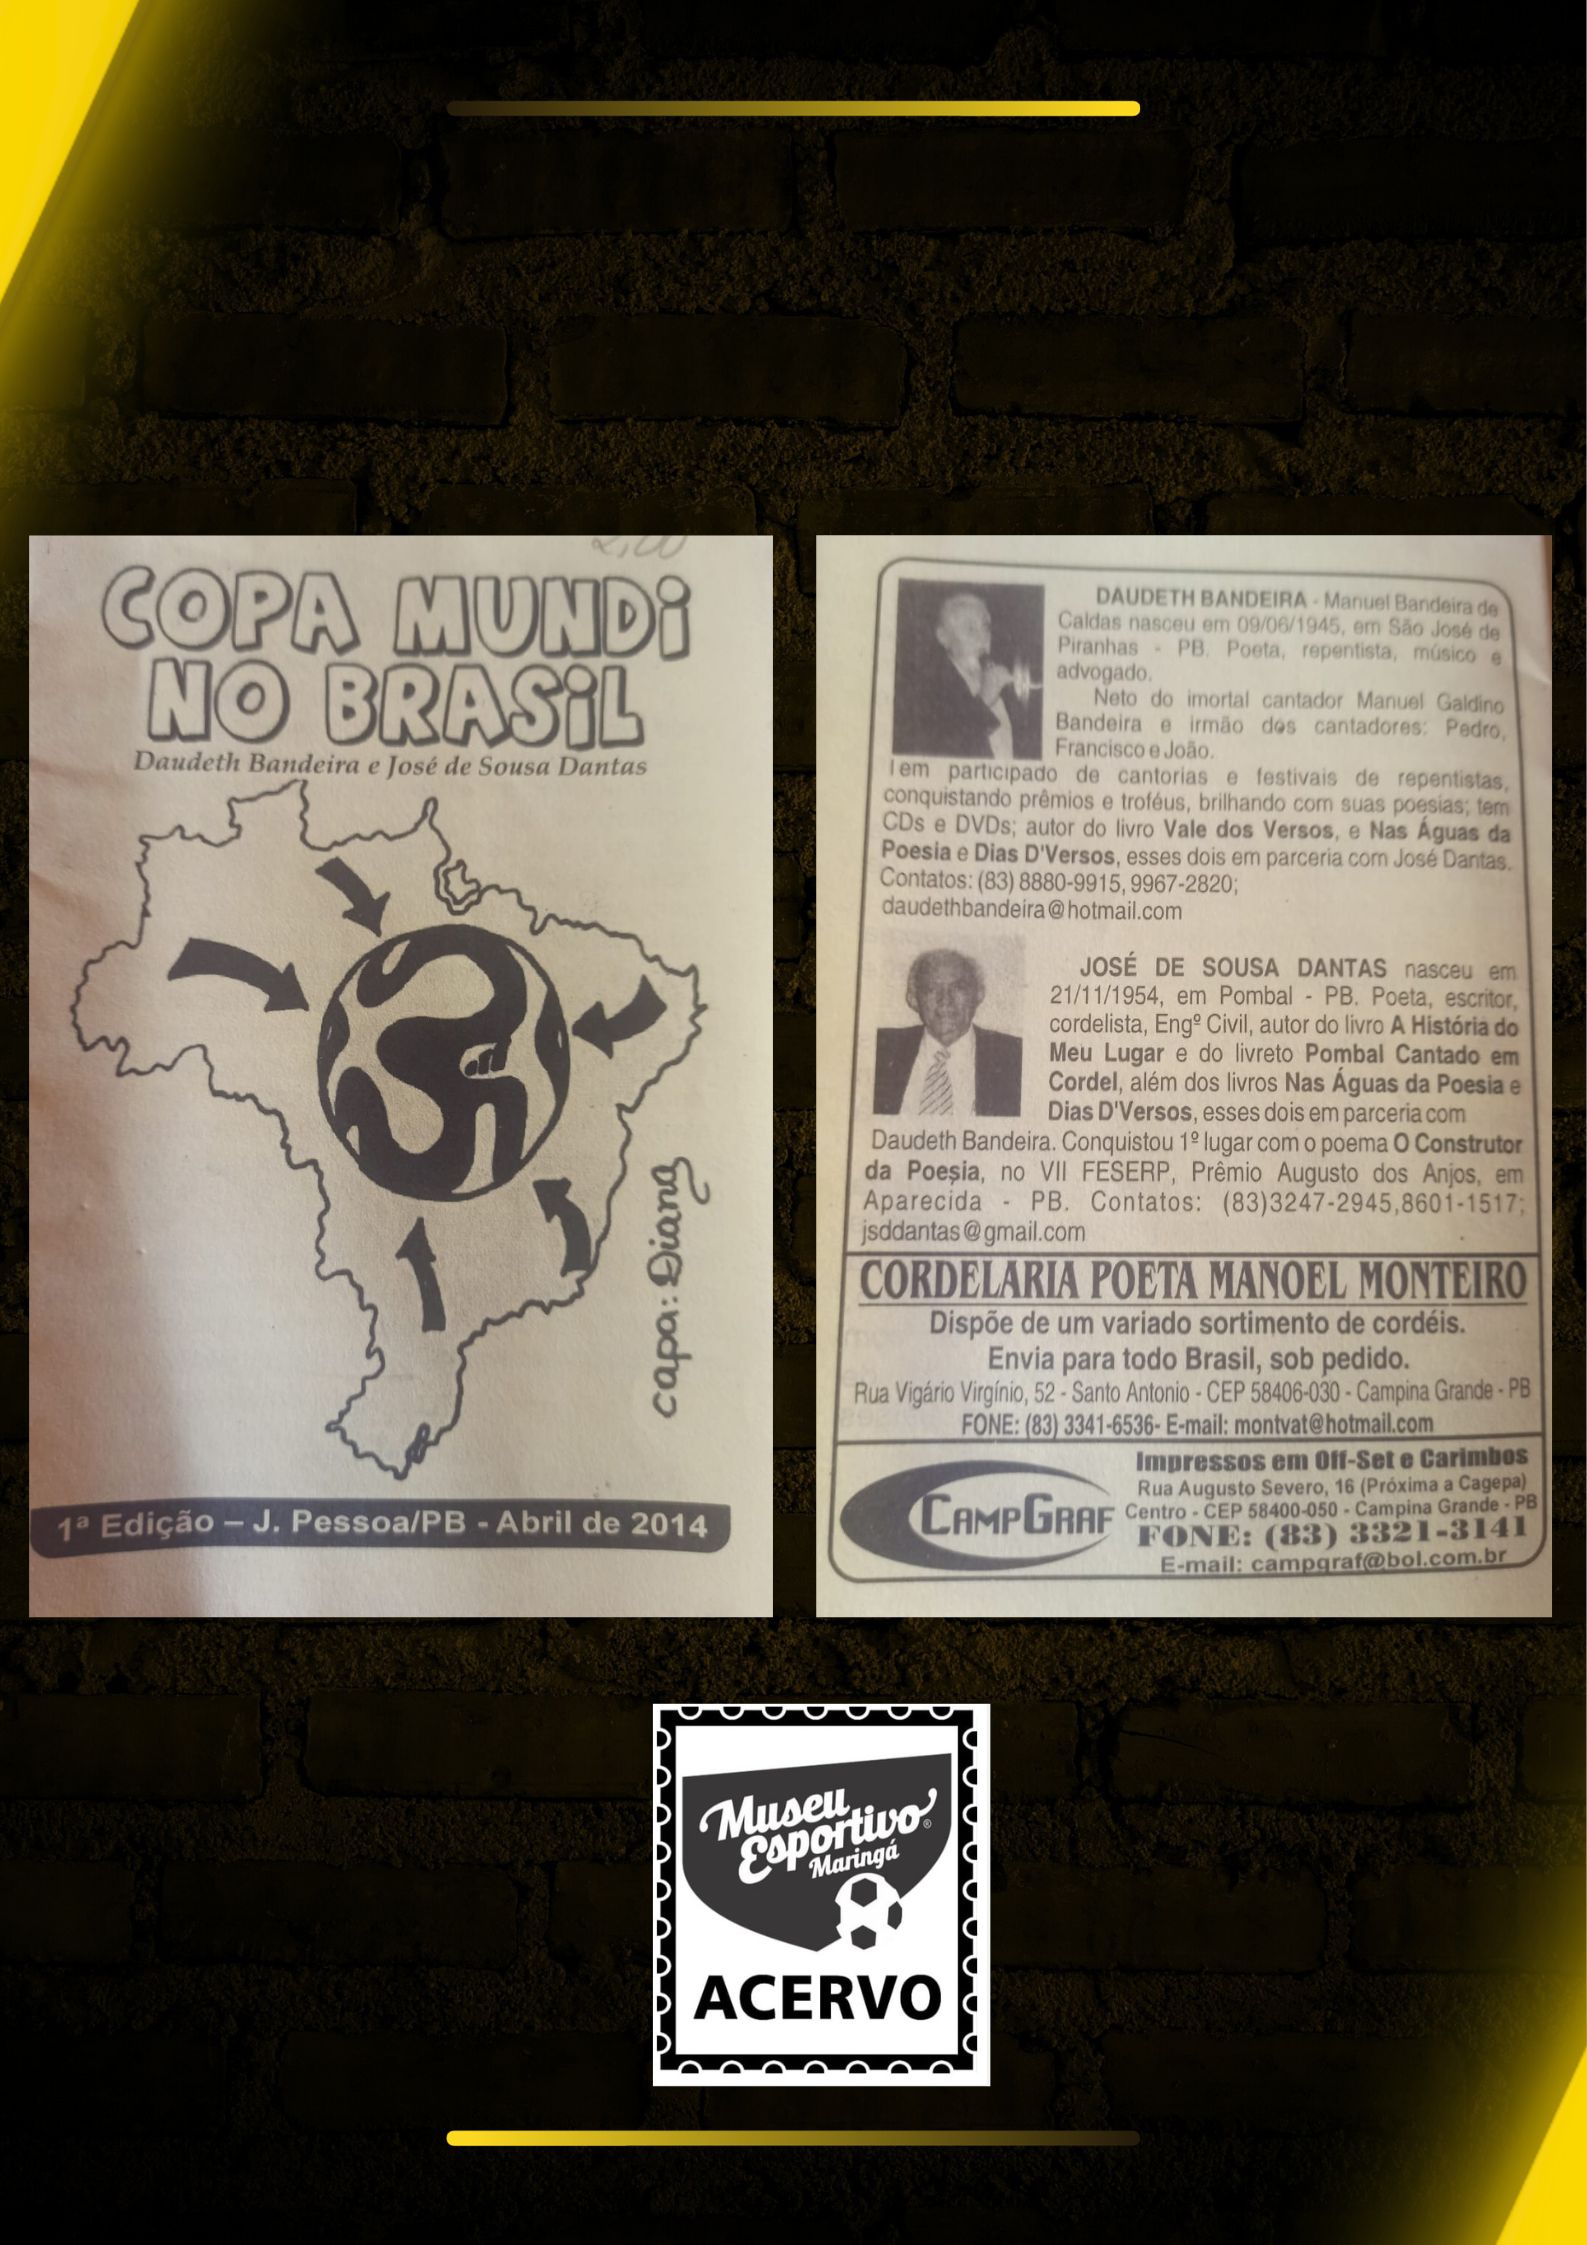 2,00
COPA MUNDI
NO BRASIL
Daudeth Bandeira e José de Sousa Dantas
capa: Diana
1ª Edição – J. Pessoa/PB - Abril de 2014
DAUDETH BANDEIRA - Manuel Bandeira de
Caldas nasceu em 09/06/1945, em São José de
Piranhas - PB. Poeta, repentista, músico e
advogado.
Neto do imortal cantador Manuel Galdino
Bandeira e irmão dos cantadores: Pedro,
Francisco e João.
Tem participado de cantorias e festivais de repentistas,
conquistando prêmios e troféus, brilhando com suas poesias; tem
CDs e DVDs; autor do livro Vale dos Versos, e Nas Águas da
Poesia e Dias D'Versos, esses dois em parceria com José Dantas.
Contatos: (83) 8880-9915, 9967-2820;
daudethbandeira@hotmail.com
JOSÉ DE SOUSA DANTAS nasceu em
21/11/1954, em Pombal - PB. Poeta, escritor,
cordelista, Engº Civil, autor do livro A História do
Meu Lugar e do livreto Pombal Cantado em
Cordel, além dos livros Nas Águas da Poesia e
Dias D'Versos, esses dois em parceria com
Daudeth Bandeira. Conquistou 1º lugar com o poema O Construtor
da Poesia, no VII FESERP, Prêmio Augusto dos Anjos, em
Aparecida - PB. Contatos: (83)3247-2945,8601-1517;
jsddantas@gmail.com
CORDELARIA POETA MANOEL MONTEIRO
Dispõe de um variado sortimento de cordéis.
Envia para todo Brasil, sob pedido.
Rua Vigário Virgínio, 52 - Santo Antonio - CEP 58406-030 - Campina Grande - PB
FONE: (83) 3341-6536- E-mail: montvat@hotmail.com
CAMPGRAF
Impressos em Off-Set e Carimbos
Rua Augusto Severo, 16 (Próxima a Cagepa)
Centro - CEP 58400-050 - Campina Grande - PB
FONE: (83) 3321-3141
E-mail: campgraf@bol.com.br
Museu
Esportivo®
Maringá
ACERVO